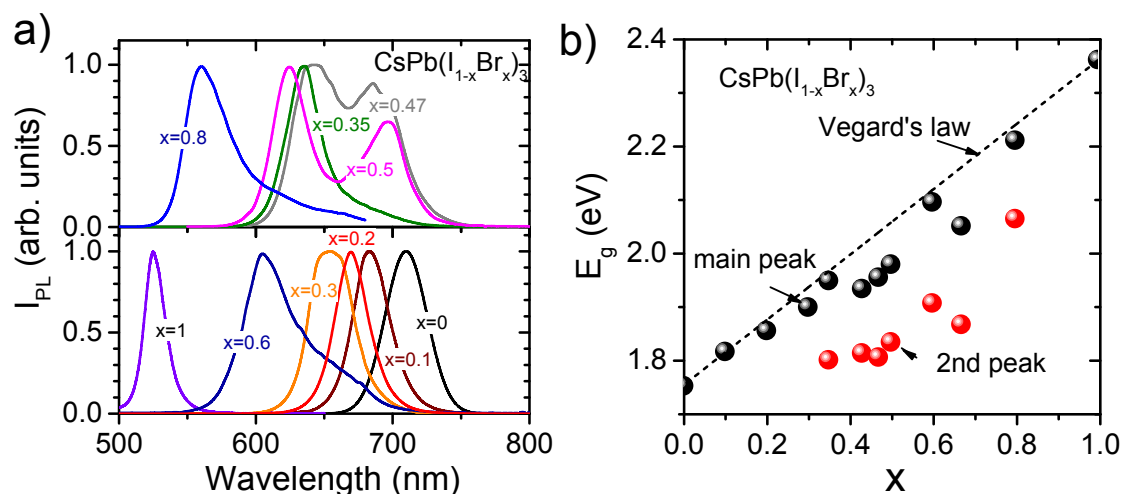 a)
CsPb(I1-xBrx)3
1.0
0.5
0.0
x=0.8
x=0.35
x=0.47
x=0.5
1.0
0.5
0.0
x=1
x=0.6
x=0.3
x=0.2
x=0.1
x=0
500
600
700
800
Wavelength (nm)
IPL (arb. units)
b)
CsPb(I1-xBrx)3
2.4
2.2
2.0
1.8
Vegard's law
main peak
2nd peak
0.0
0.2
0.4
0.6
0.8
1.0
x
Eg (eV)